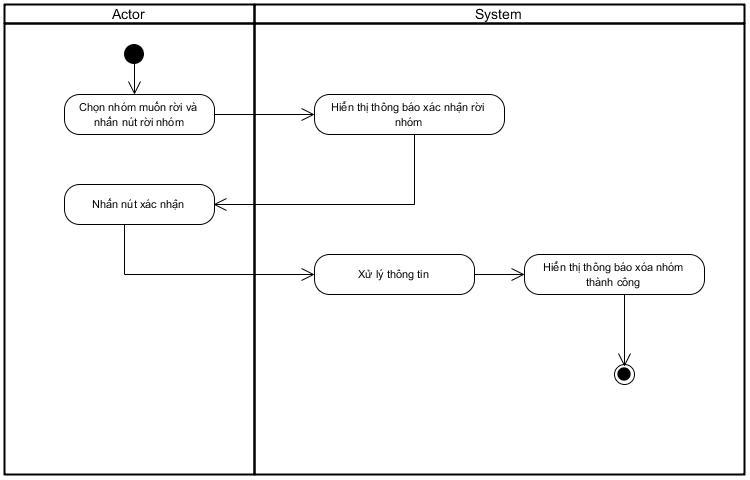 Actor
System
Chọn nhóm muốn rời và
nhấn nút rời nhóm
Hiển thị thông báo xác nhận rời
nhóm
Nhấn nút xác nhận
Xử lý thông tin
Hiển thị thông báo xóa nhóm
thành công